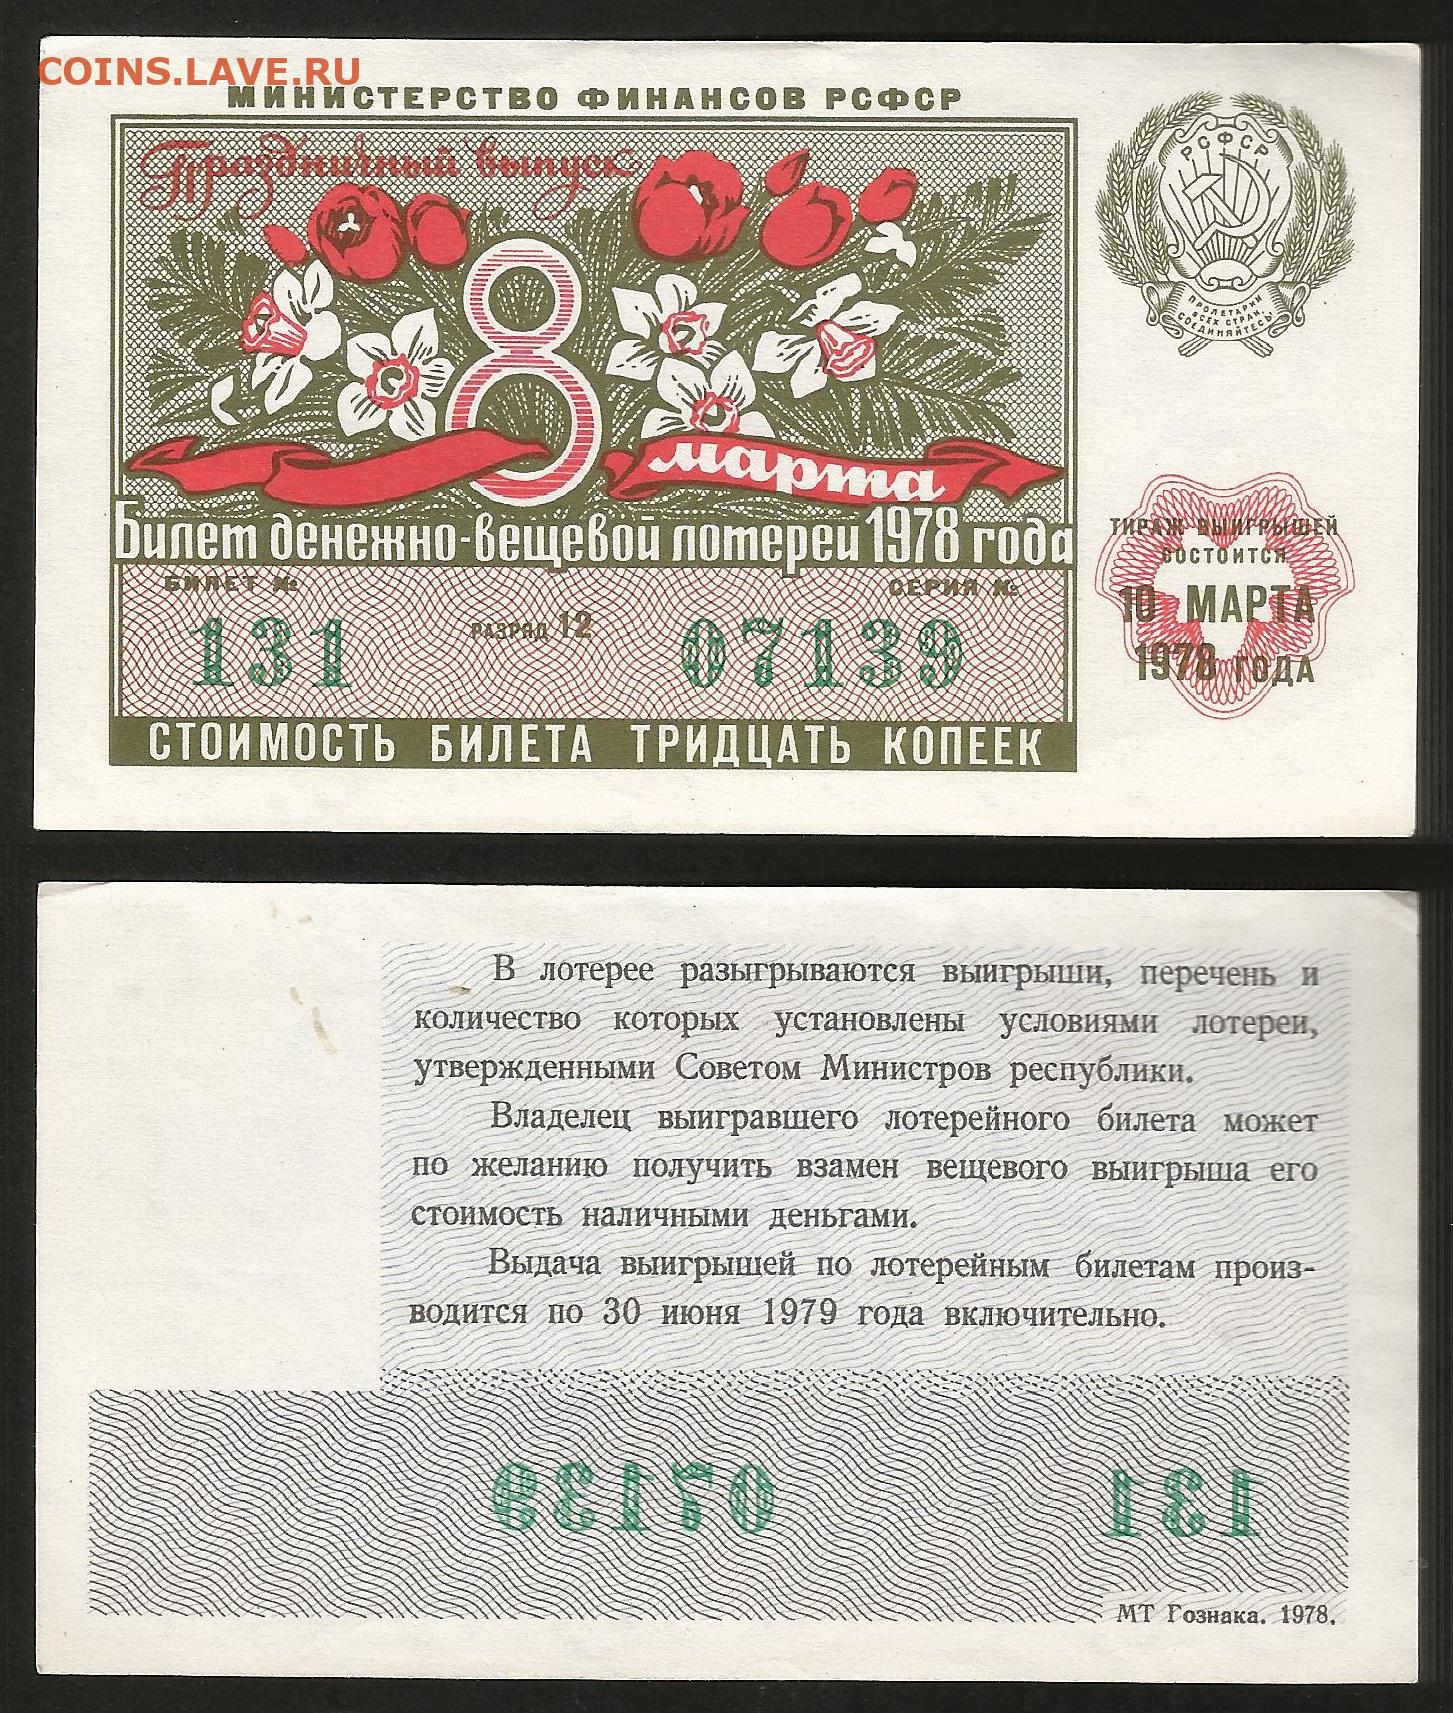 COINS.LAVE.RU
МИНИСТЕРСТВО ФИНАНСОВ РСФСР
Праздничный выпуск
8
марта
Билет денежно-вещевой лотереи 1978 года
БИЛЕТ №
СЕРИЯ №
131
РАЗРЯД 12
07139
СТОИМОСТЬ БИЛЕТА ТРИДЦАТЬ КОПЕЕК
РСФСР
ПРОЛЕТАРИИ
ВСЕХ СТРАН,
СОЕДИНЯЙТЕСЬ!
ТИРАЖ ВЫИГРЫШЕЙ
СОСТОИТСЯ
10 МАРТА
1978 ГОДА
В лотерее разыгрываются выигрыши, перечень и
количество которых установлены условиями лотереи,
утвержденными Советом Министров республики.
Владелец выигравшего лотерейного билета может
по желанию получить взамен вещевого выигрыша его
стоимость наличными деньгами.
Выдача выигрышей по лотерейным билетам произ-
водится по 30 июня 1979 года включительно.
07139
131
МТ Гознака. 1978.